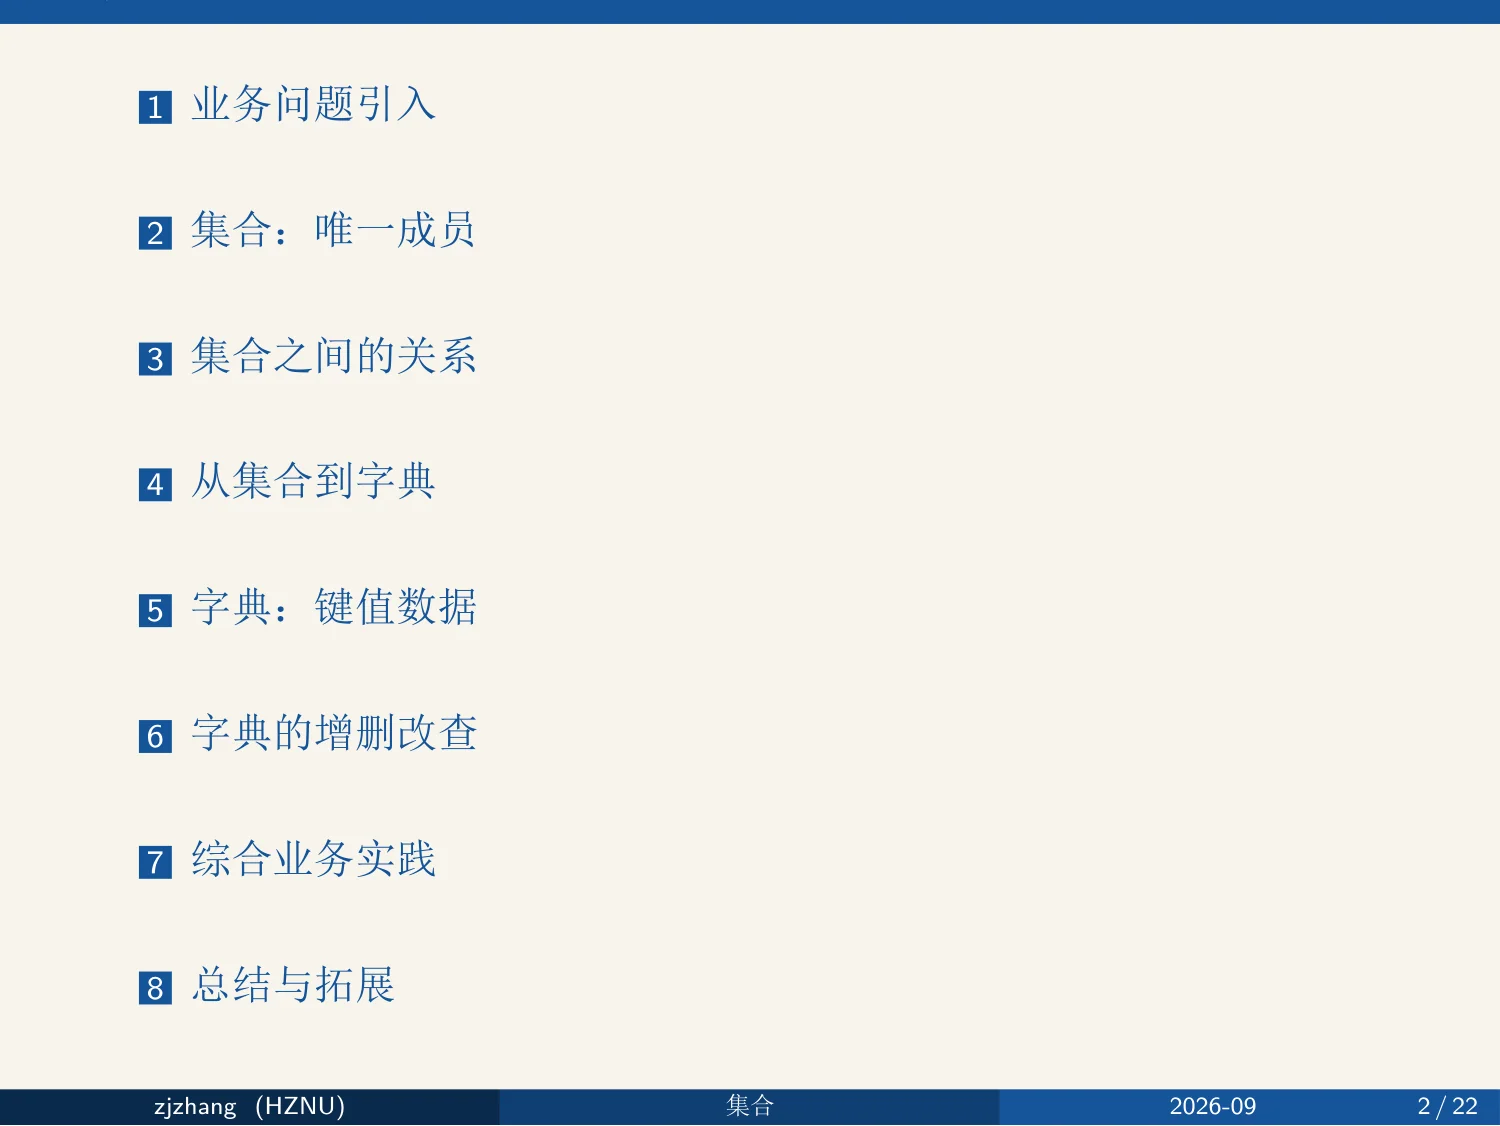 1 业务问题引入
2 集合：唯一成员
3 集合之间的关系
4 从集合到字典
5 字典：键值数据
6 字典的增删改查
7 综合业务实践
8 总结与拓展
zjzhang (HZNU) 集合 2026-09 2 / 22